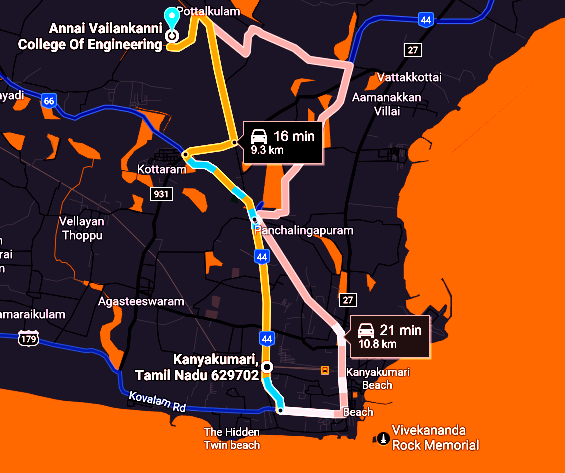 Pottalkulam
Annai Vailankanni
College Of Engineering
44
27
Vattakkottai
Aamanakkan
Villai
ayadi
66
16 min
9.3 km
Kottaram
931
Vellayan
Thoppu
Panchalingapuram
44
n
rai
n
Agasteeswaram
27
amaraikulam
179
44
21 min
10.8 km
Kanyakumari,
Tamil Nadu 629702
Kanyakumari
Beach
Kovalam Rd
Beach
The Hidden
Twin beach
Vivekananda
Rock Memorial